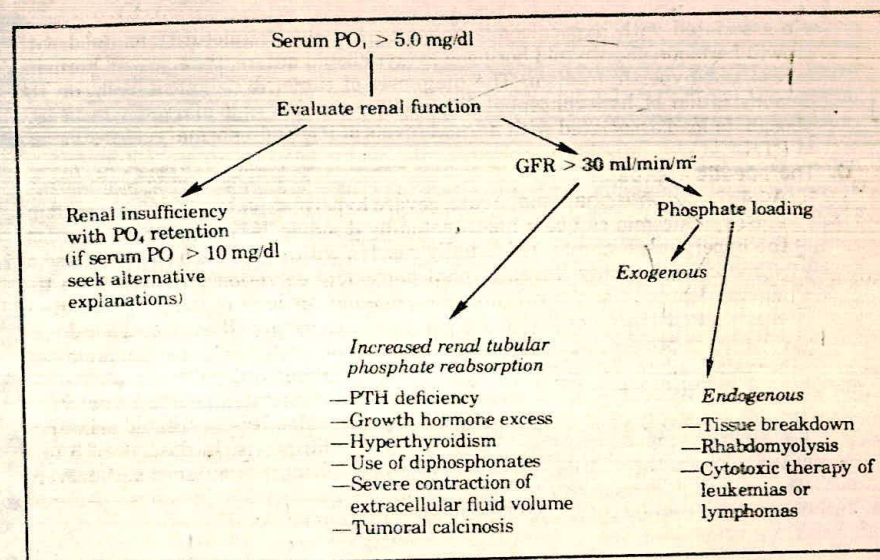 Serum PO₄ > 5.0 mg/dl
Evaluate renal function
GFR > 30 ml/min/m²
Renal insufficiency
with PO₄ retention
(if serum PO > 10 mg/dl
seek alternative
explanations)
Phosphate loading
Exogenous
Increased renal tubular
phosphate reabsorption
—PTH deficiency
—Growth hormone excess
—Hyperthyroidism
—Use of diphosphonates
—Severe contraction of
extracellular fluid volume
—Tumoral calcinosis
Endogenous
—Tissue breakdown
—Rhabdomyolysis
—Cytotoxic therapy of
leukemias or
lymphomas